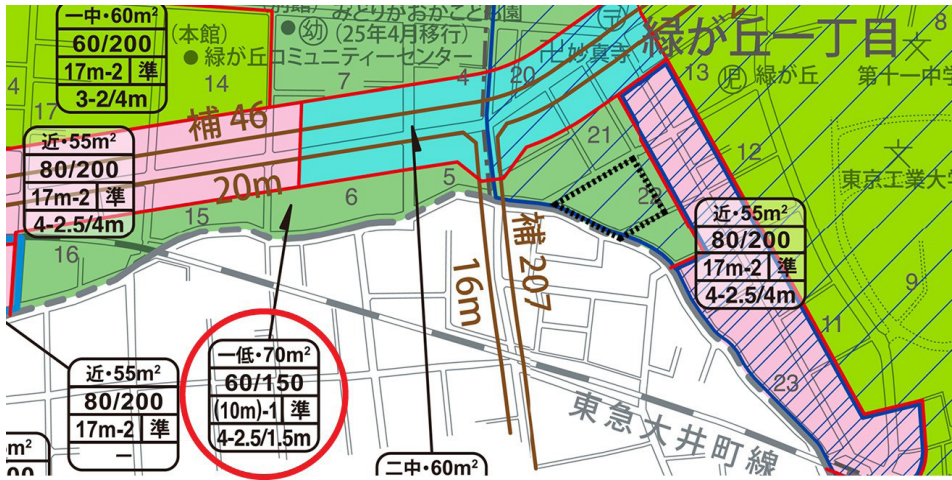 一中・60m²
60/200
17m-2 準
3-2/4m
(本館)
みどりがおかこども園
幼 (25年4月移行)
緑が丘コミュニティーセンター
卍妙真寺
緑が丘一丁目
8
文
児 緑が丘
第十一中学
13
17
14
7
4
20
4
補 46
21
12
文
東京工業大学
近・55m²
80/200
17m-2 準
4-2.5/4m
20m
15
6
5
16
補 207
16m
近・55m²
80/200
17m-2 準
4-2.5/4m
9
11
23
一低・70m²
60/150
(10m)-1 準
4-2.5/1.5m
近・55m²
80/200
17m-2 準
－
東急大井町線
二中・60m²
m²
00